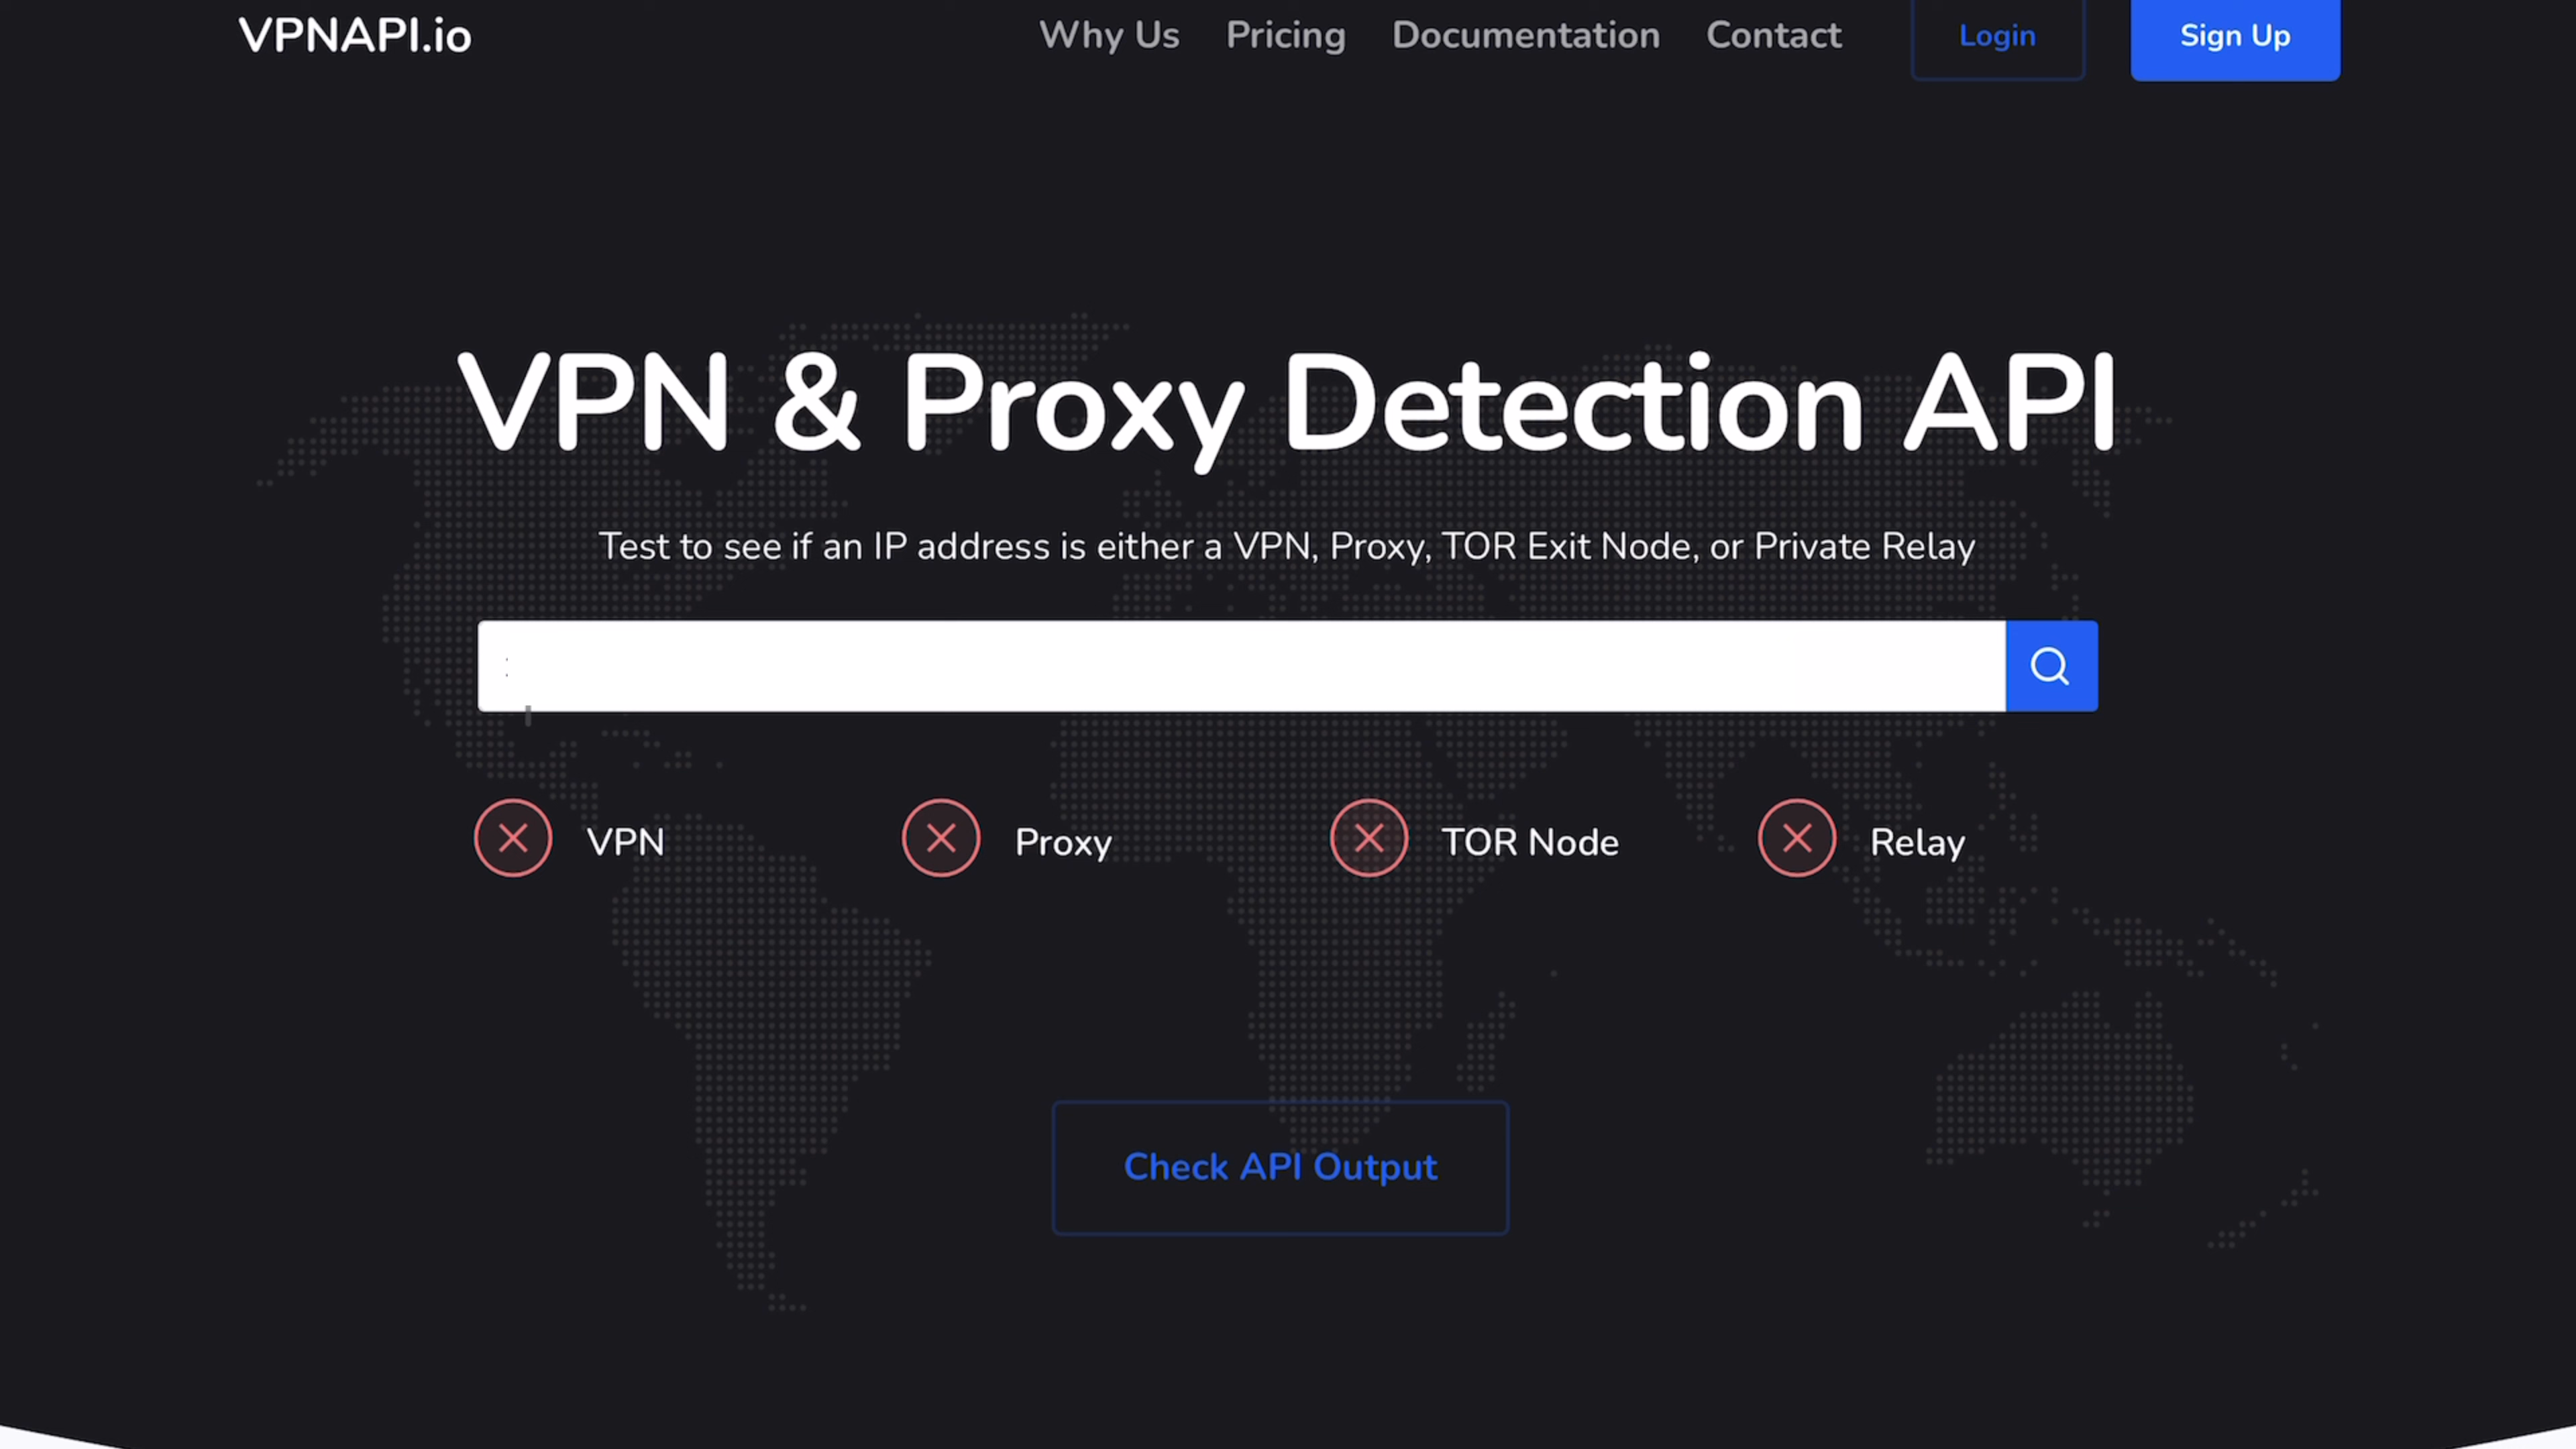 VPNAPI.io
Why Us
Pricing
Documentation
Contact
Login
Sign Up
VPN & Proxy Detection API
Test to see if an IP address is either a VPN, Proxy, TOR Exit Node, or Private Relay
VPN
Proxy
TOR Node
Relay
Check API Output